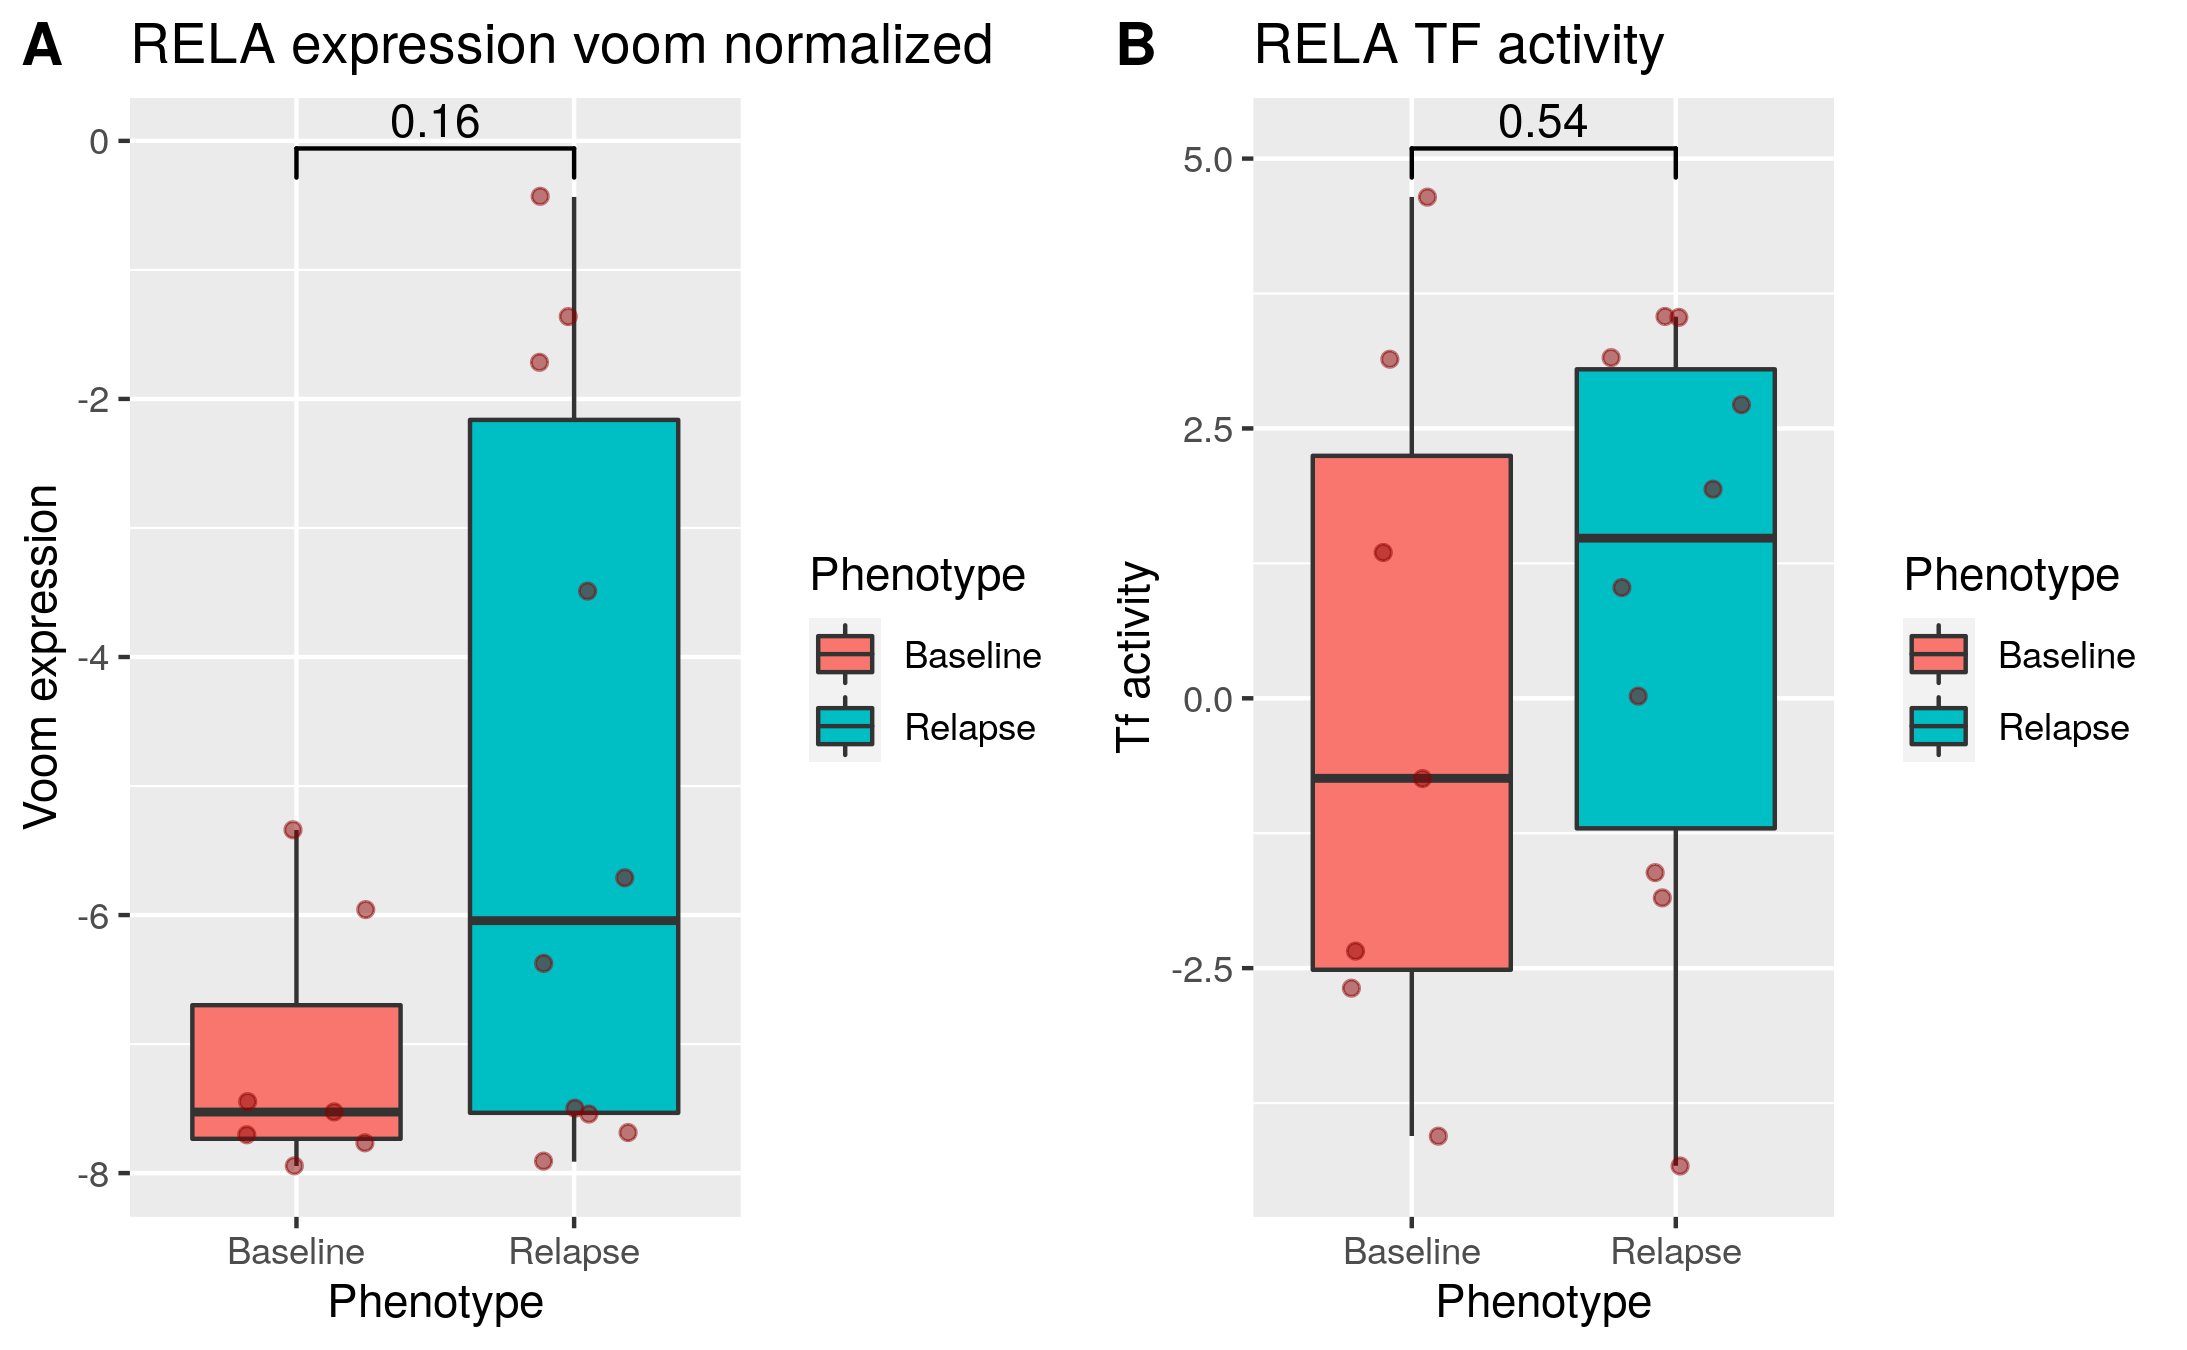 A RELA expression voom normalized
0.16
0
-2
-4
-6
-8
Voom expression
Baseline Relapse
Phenotype
Phenotype
Baseline
Relapse
B RELA TF activity
0.54
5.0
2.5
0.0
-2.5
Tf activity
Baseline Relapse
Phenotype
Phenotype
Baseline
Relapse